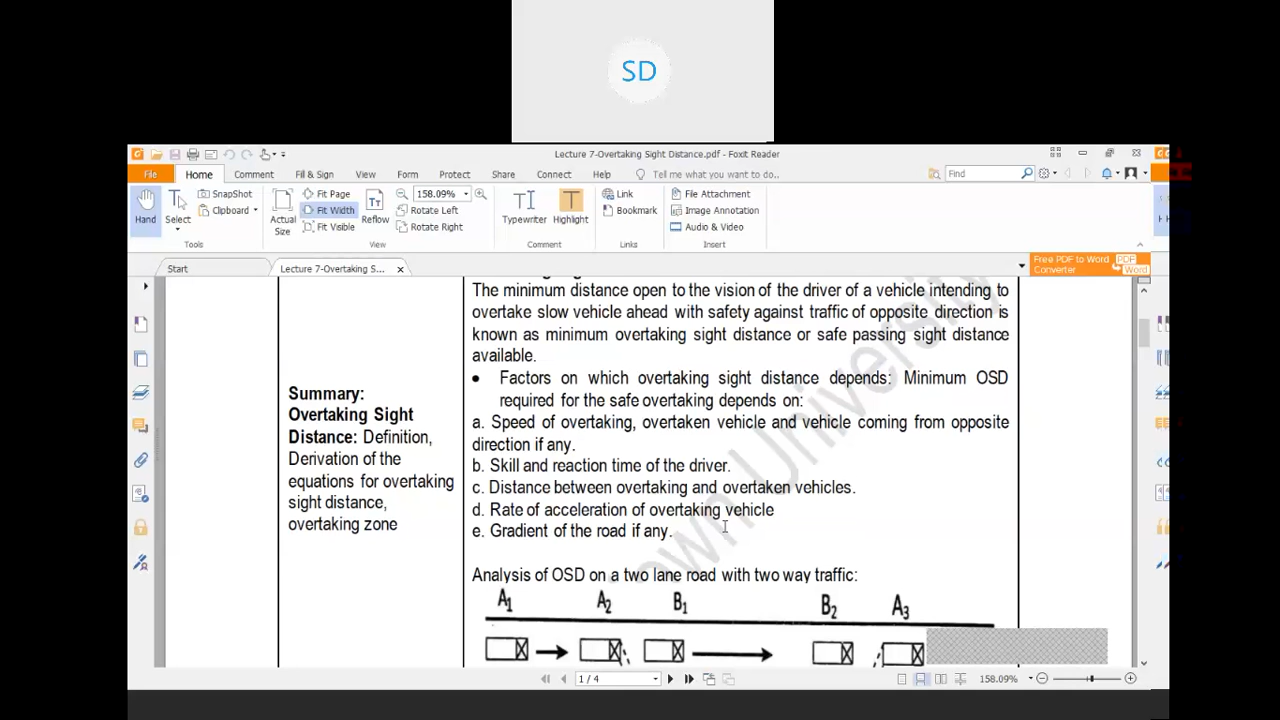 SD
Lecture 7-Overtaking Sight Distance.pdf - Foxit Reader
File Home Comment Fill & Sign View Form Protect Share Connect Help Tell me what you want to do.. Find
Hand Select SnapShot Clipboard Actual Size Fit Page Fit Width Fit Visible Reflow 158.09% Rotate Left Rotate Right Typewriter Highlight Link Bookmark File Attachment Image Annotation Audio & Video
Tools View Comment Links Insert
Start Lecture 7-Overtaking S... Free PDF to Word Converter PDF Word
The minimum distance open to the vision of the driver of a vehicle intending to
overtake slow vehicle ahead with safety against traffic of opposite direction is
known as minimum overtaking sight distance or safe passing sight distance
available.
• Factors on which overtaking sight distance depends: Minimum OSD
required for the safe overtaking depends on:
a. Speed of overtaking, overtaken vehicle and vehicle coming from opposite
direction if any.
b. Skill and reaction time of the driver.
c. Distance between overtaking and overtaken vehicles.
d. Rate of acceleration of overtaking vehicle
e. Gradient of the road if any.
Summary:
Overtaking Sight
Distance: Definition,
Derivation of the
equations for overtaking
sight distance,
overtaking zone
Analysis of OSD on a two lane road with two way traffic:
A1 A2 B1 B2 A3
University
1 / 4 158.09%